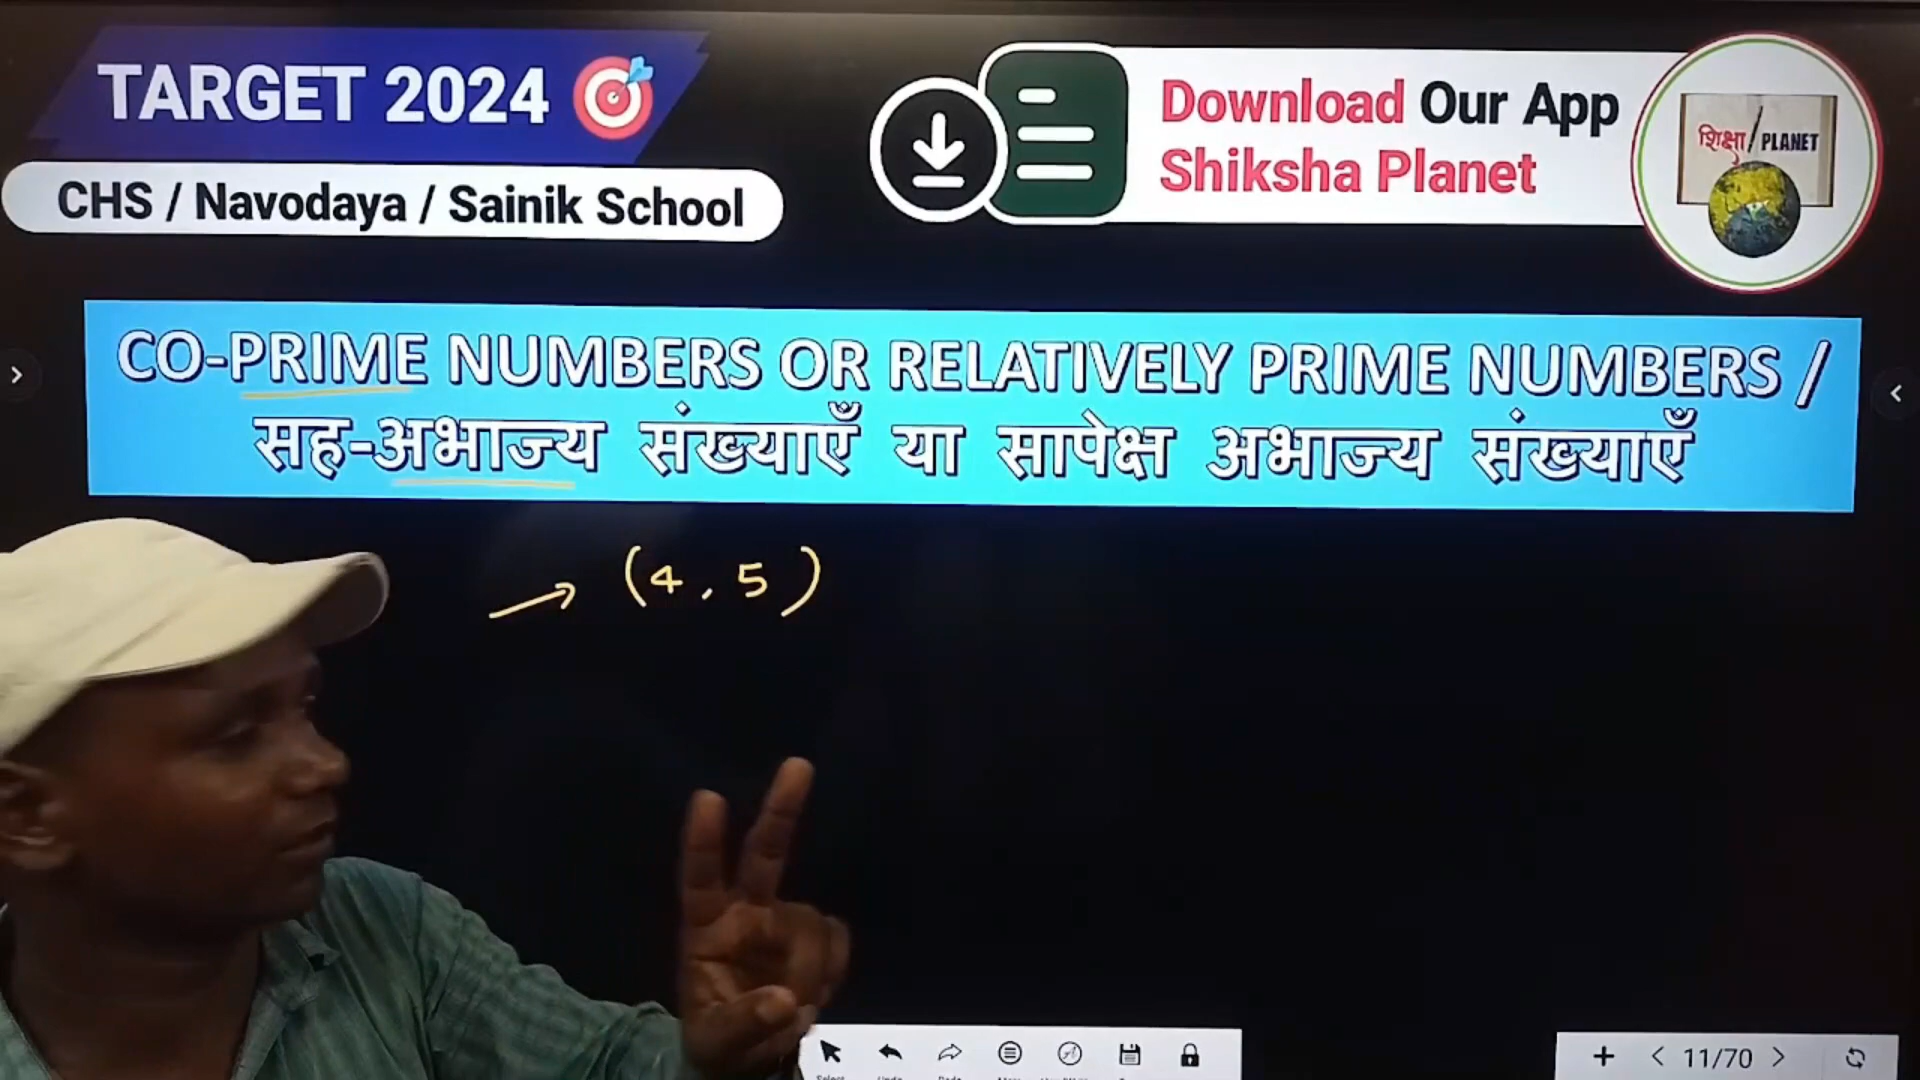 TARGET 2024
CHS / Navodaya / Sainik School
Download Our App
Shiksha Planet
शिक्षा / PLANET
CO-PRIME NUMBERS OR RELATIVELY PRIME NUMBERS /
सह-अभाज्य संख्याएँ या सापेक्ष अभाज्य संख्याएँ
→ (4, 5)
Select
11/70